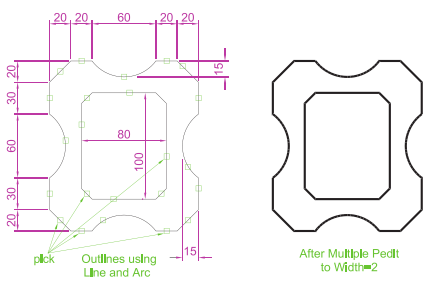 20 20 60 20 20
20
15
30
80
60
100
30
20
15
pick
Outlines using
Line and Arc
After Multiple Pedit
to Width=2